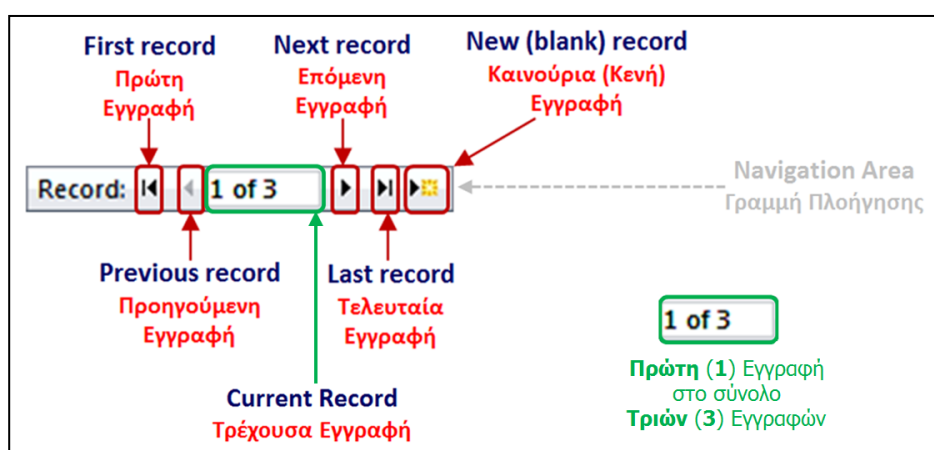 First record
Πρώτη
Εγγραφή
Next record
Επόμενη
Εγγραφή
New (blank) record
Καινούρια (Κενή)
Εγγραφή
Record: 1 of 3
Navigation Area
Γραμμή Πλοήγησης
Previous record
Προηγούμενη
Εγγραφή
Last record
Τελευταία
Εγγραφή
Current Record
Τρέχουσα Εγγραφή
1 of 3
Πρώτη (1) Εγγραφή
στο σύνολο
Τριών (3) Εγγραφών